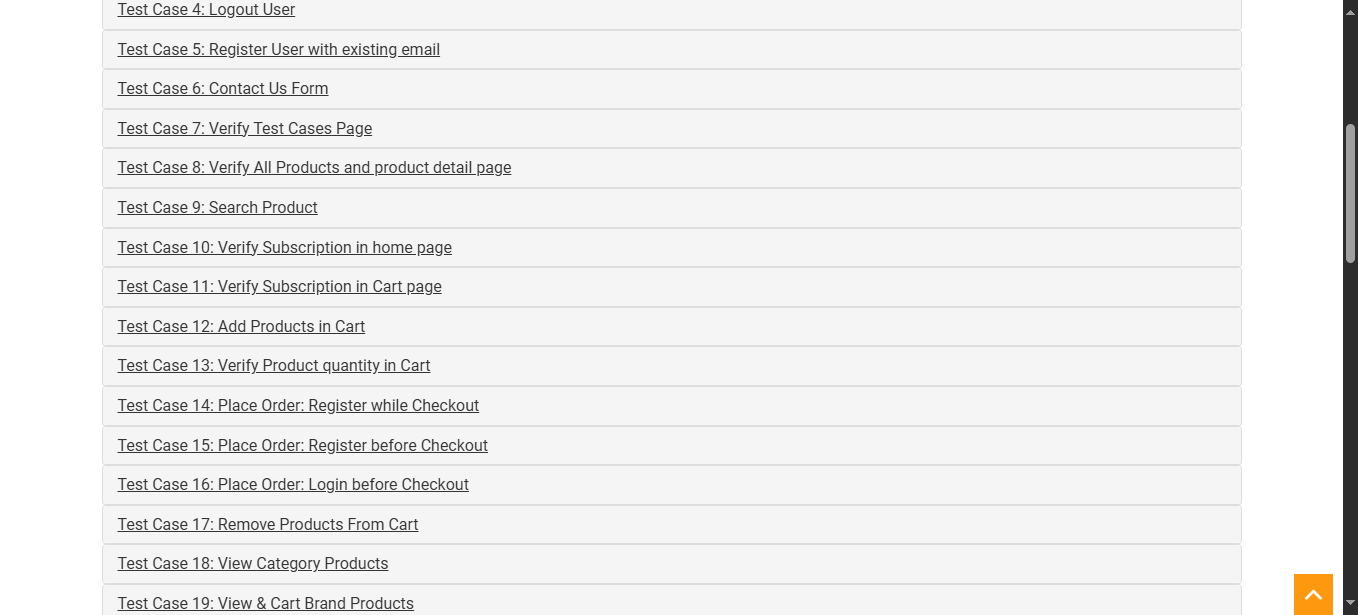 Test Case 4: Logout User
Test Case 5: Register User with existing email
Test Case 6: Contact Us Form
Test Case 7: Verify Test Cases Page
Test Case 8: Verify All Products and product detail page
Test Case 9: Search Product
Test Case 10: Verify Subscription in home page
Test Case 11: Verify Subscription in Cart page
Test Case 12: Add Products in Cart
Test Case 13: Verify Product quantity in Cart
Test Case 14: Place Order: Register while Checkout
Test Case 15: Place Order: Register before Checkout
Test Case 16: Place Order: Login before Checkout
Test Case 17: Remove Products From Cart
Test Case 18: View Category Products
Test Case 19: View & Cart Brand Products